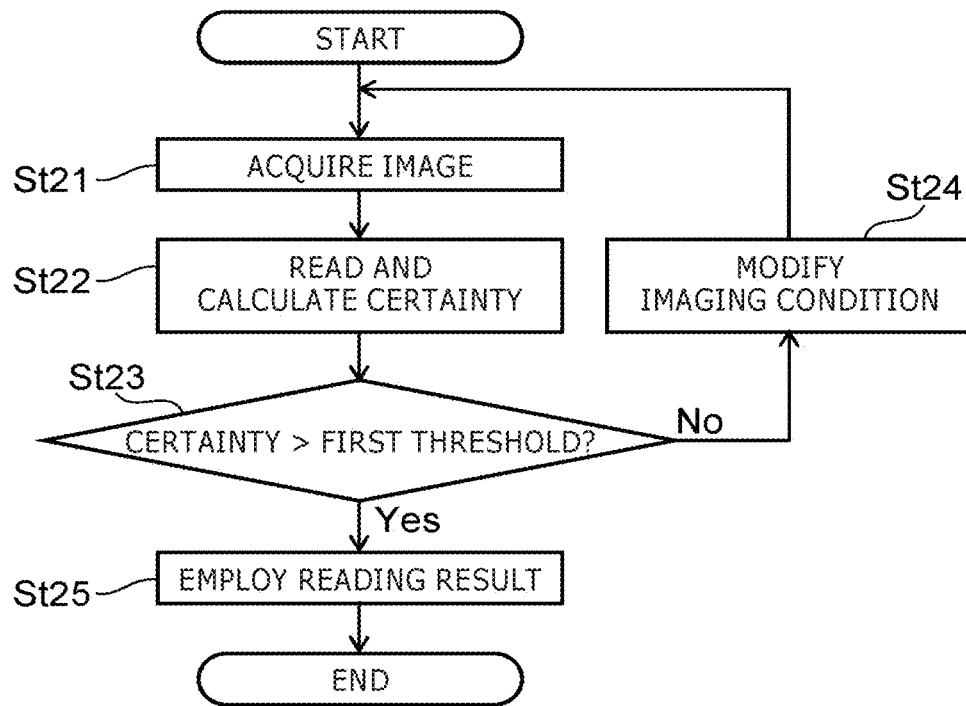 START
St21
ACQUIRE IMAGE
St24
St22
READ AND
CALCULATE CERTAINTY
MODIFY
IMAGING CONDITION
St23
CERTAINTY > FIRST THRESHOLD?
No
Yes
St25
EMPLOY READING RESULT
END